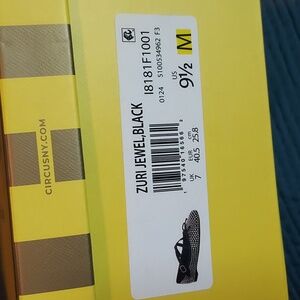 CIRCUSNY.COM
ZURI JEWEL,BLACK
I8181F1001
0124 5100534962 F3
US
9½ M
UK EUR cm
7 40.5 25.8